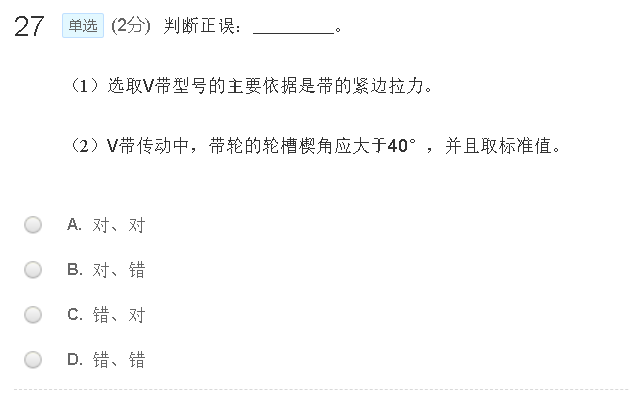 27 单选 (2分) 判断正误：________。
（1）选取V带型号的主要依据是带的紧边拉力。
（2）V带传动中，带轮的轮槽楔角应大于40°，并且取标准值。
A. 对、对
B. 对、错
C. 错、对
D. 错、错